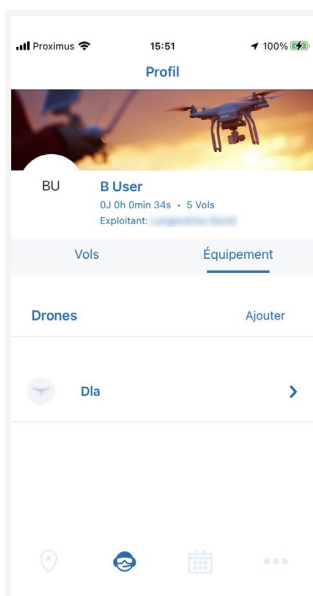 Proximus 15:51 100%
Profil
BU
B User
0J 0h 0min 34s • 5 Vols
Exploitant:
Vols Équipement
Drones Ajouter
Dla